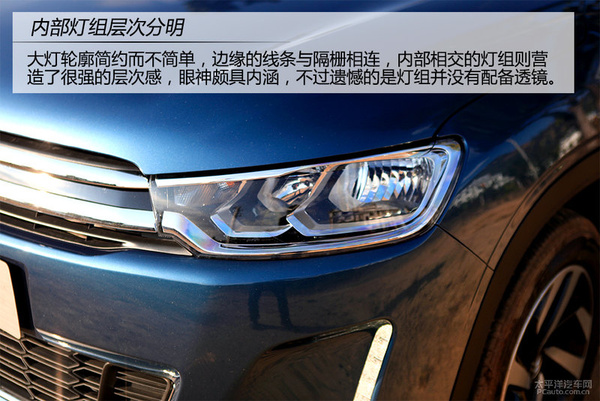 内部灯组层次分明
大灯轮廓简约而不简单，边缘的线条与隔栅相连，内部相交的灯组则营
造了很强的层次感，眼神颇具内涵，不过遗憾的是灯组并没有配备透镜。
太平洋汽车网
PCauto.com.cn